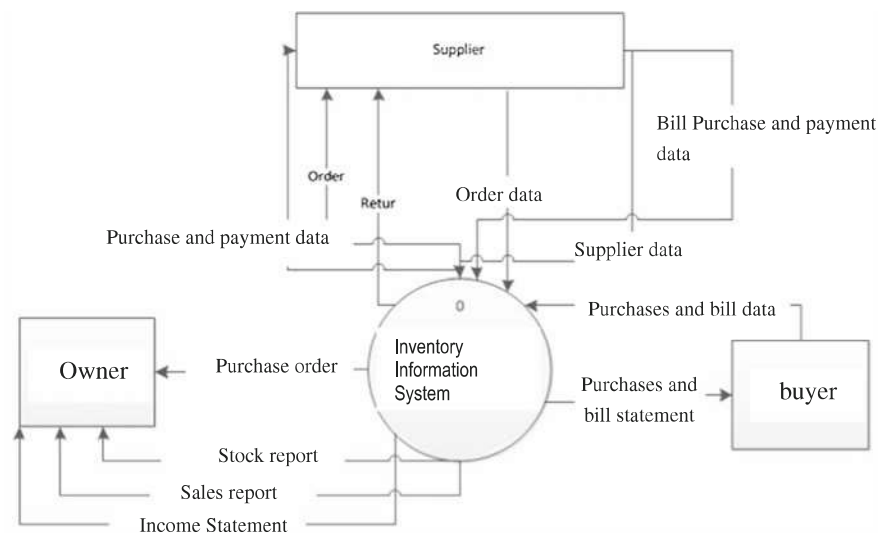 Supplier
Bill Purchase and payment
data
Order
Retur
Order data
Purchase and payment data
Supplier data
0
Purchases and bill data
Inventory
Information
System
Owner
Purchase order
Purchases and
bill statement
buyer
Stock report
Sales report
Income Statement